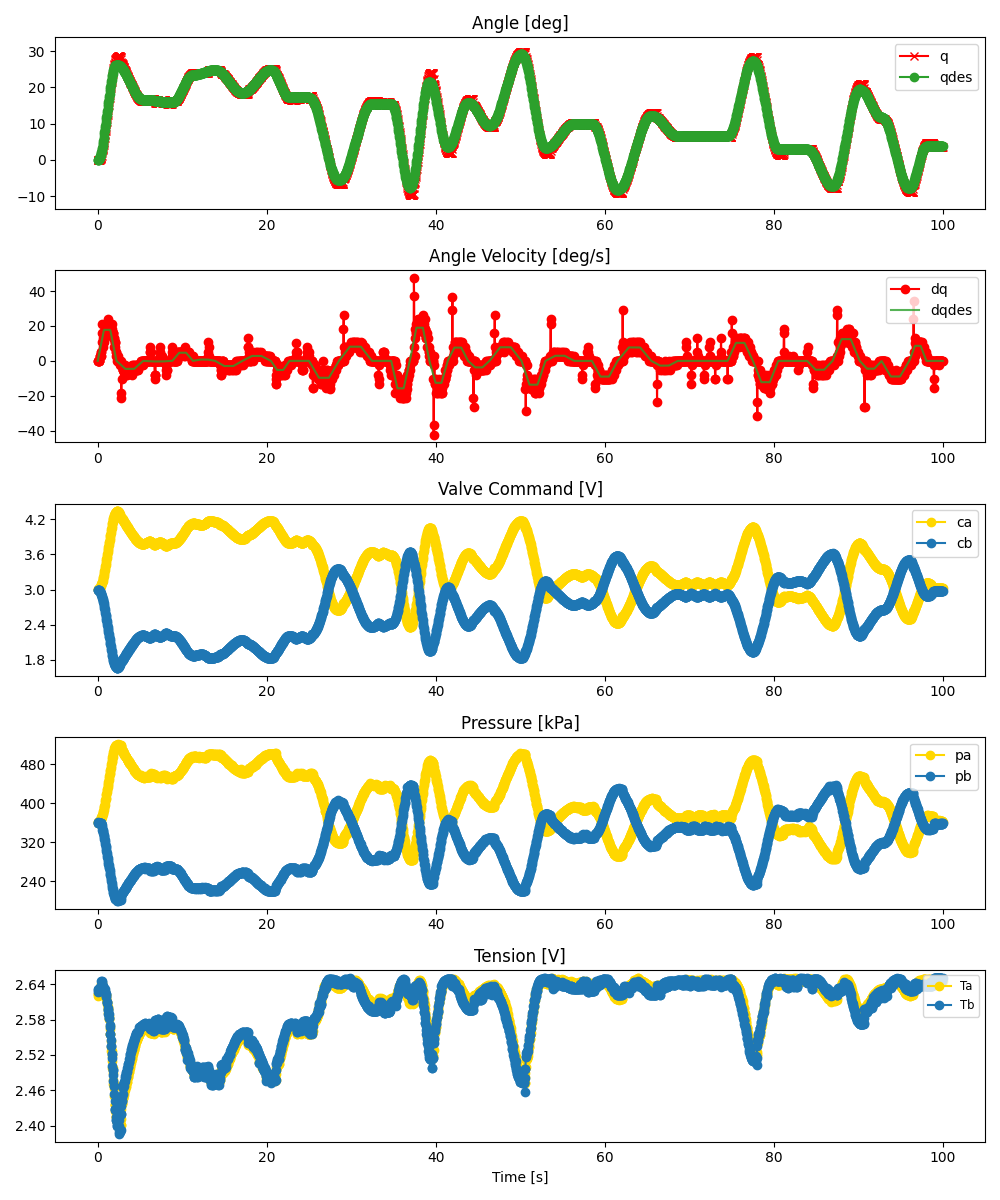 Angle [deg]
30
20
10
0
−10
q
qdes
0 20 40 60 80 100
Angle Velocity [deg/s]
40
20
0
−20
−40
dq
dqdes
0 20 40 60 80 100
Valve Command [V]
4.2
3.6
3.0
2.4
1.8
ca
cb
0 20 40 60 80 100
Pressure [kPa]
480
400
320
240
pa
pb
0 20 40 60 80 100
Tension [V]
2.64
2.58
2.52
2.46
2.40
Ta
Tb
0 20 40 60 80 100
Time [s]